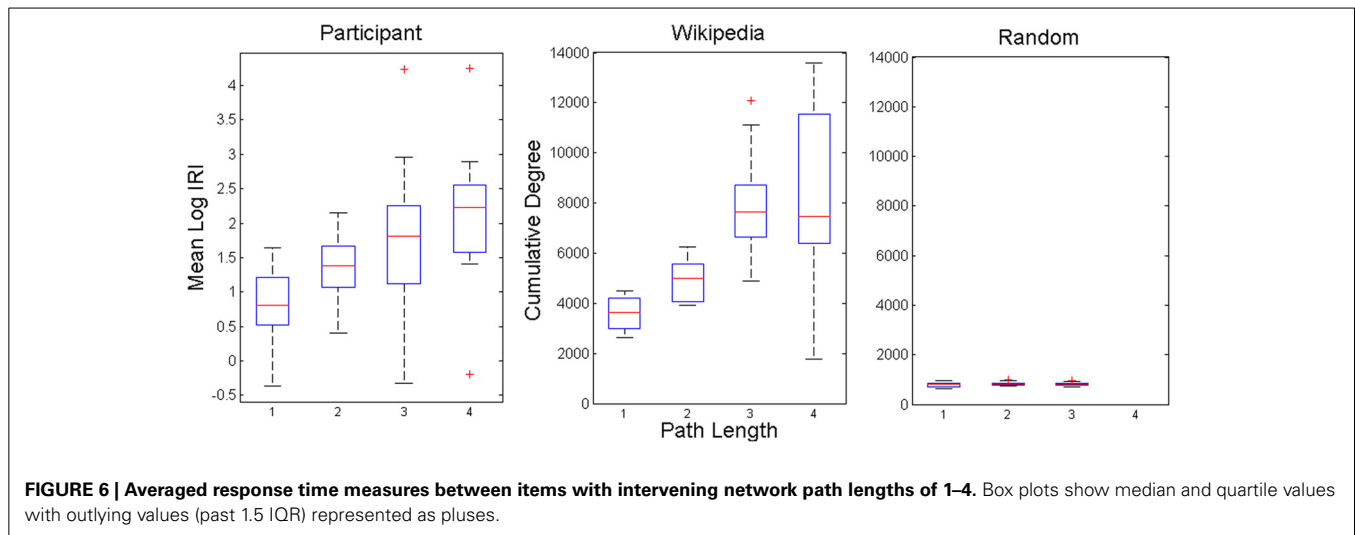 Participant
Mean Log IRI
4
3.5
3
2.5
2
1.5
1
0.5
0
-0.5
1 2 3 4
Wikipedia
Cumulative Degree
14000
12000
10000
8000
6000
4000
2000
0
1 2 3 4
Path Length
Random
14000
12000
10000
8000
6000
4000
2000
0
1 2 3 4
FIGURE 6 | Averaged response time measures between items with intervening network path lengths of 1–4. Box plots show median and quartile values
with outlying values (past 1.5 IQR) represented as pluses.